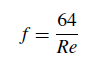 f = 64 / Re